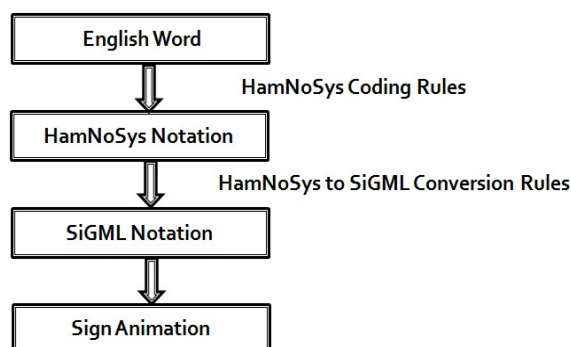 English Word
HamNoSys Coding Rules
HamNoSys Notation
HamNoSys to SiGML Conversion Rules
SiGML Notation
Sign Animation